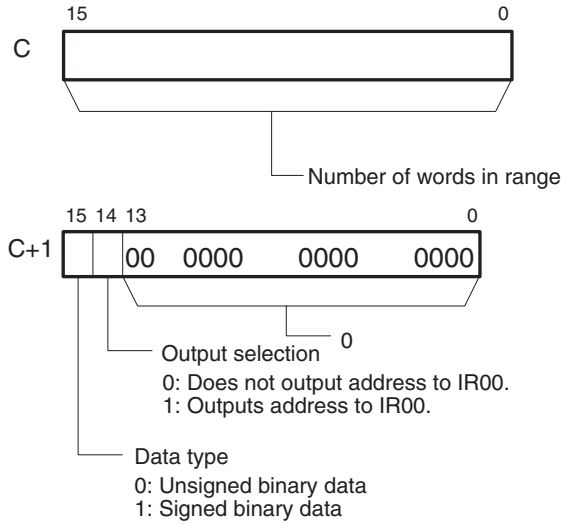 15 0
C
Number of words in range
15 14 13 0
C+1 00 0000 0000 0000
0
Output selection
0: Does not output address to IR00.
1: Outputs address to IR00.
Data type
0: Unsigned binary data
1: Signed binary data